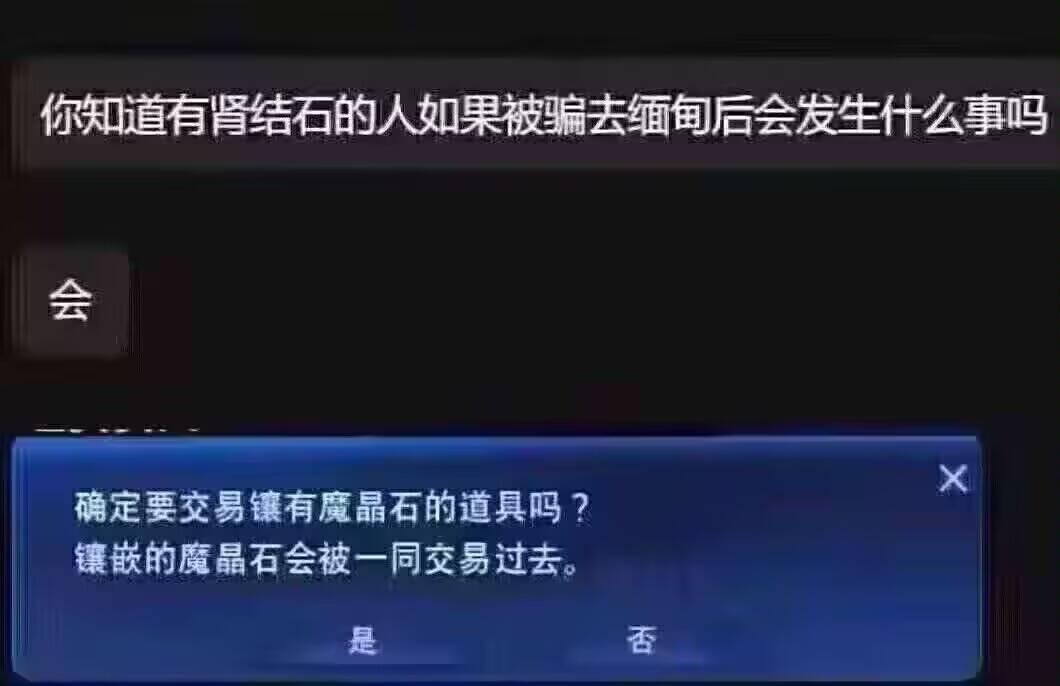 你知道有肾结石的人如果被骗去缅甸后会发生什么事吗
会
确定要交易镶有魔晶石的道具吗？
镶嵌的魔晶石会被一同交易过去。
是
否